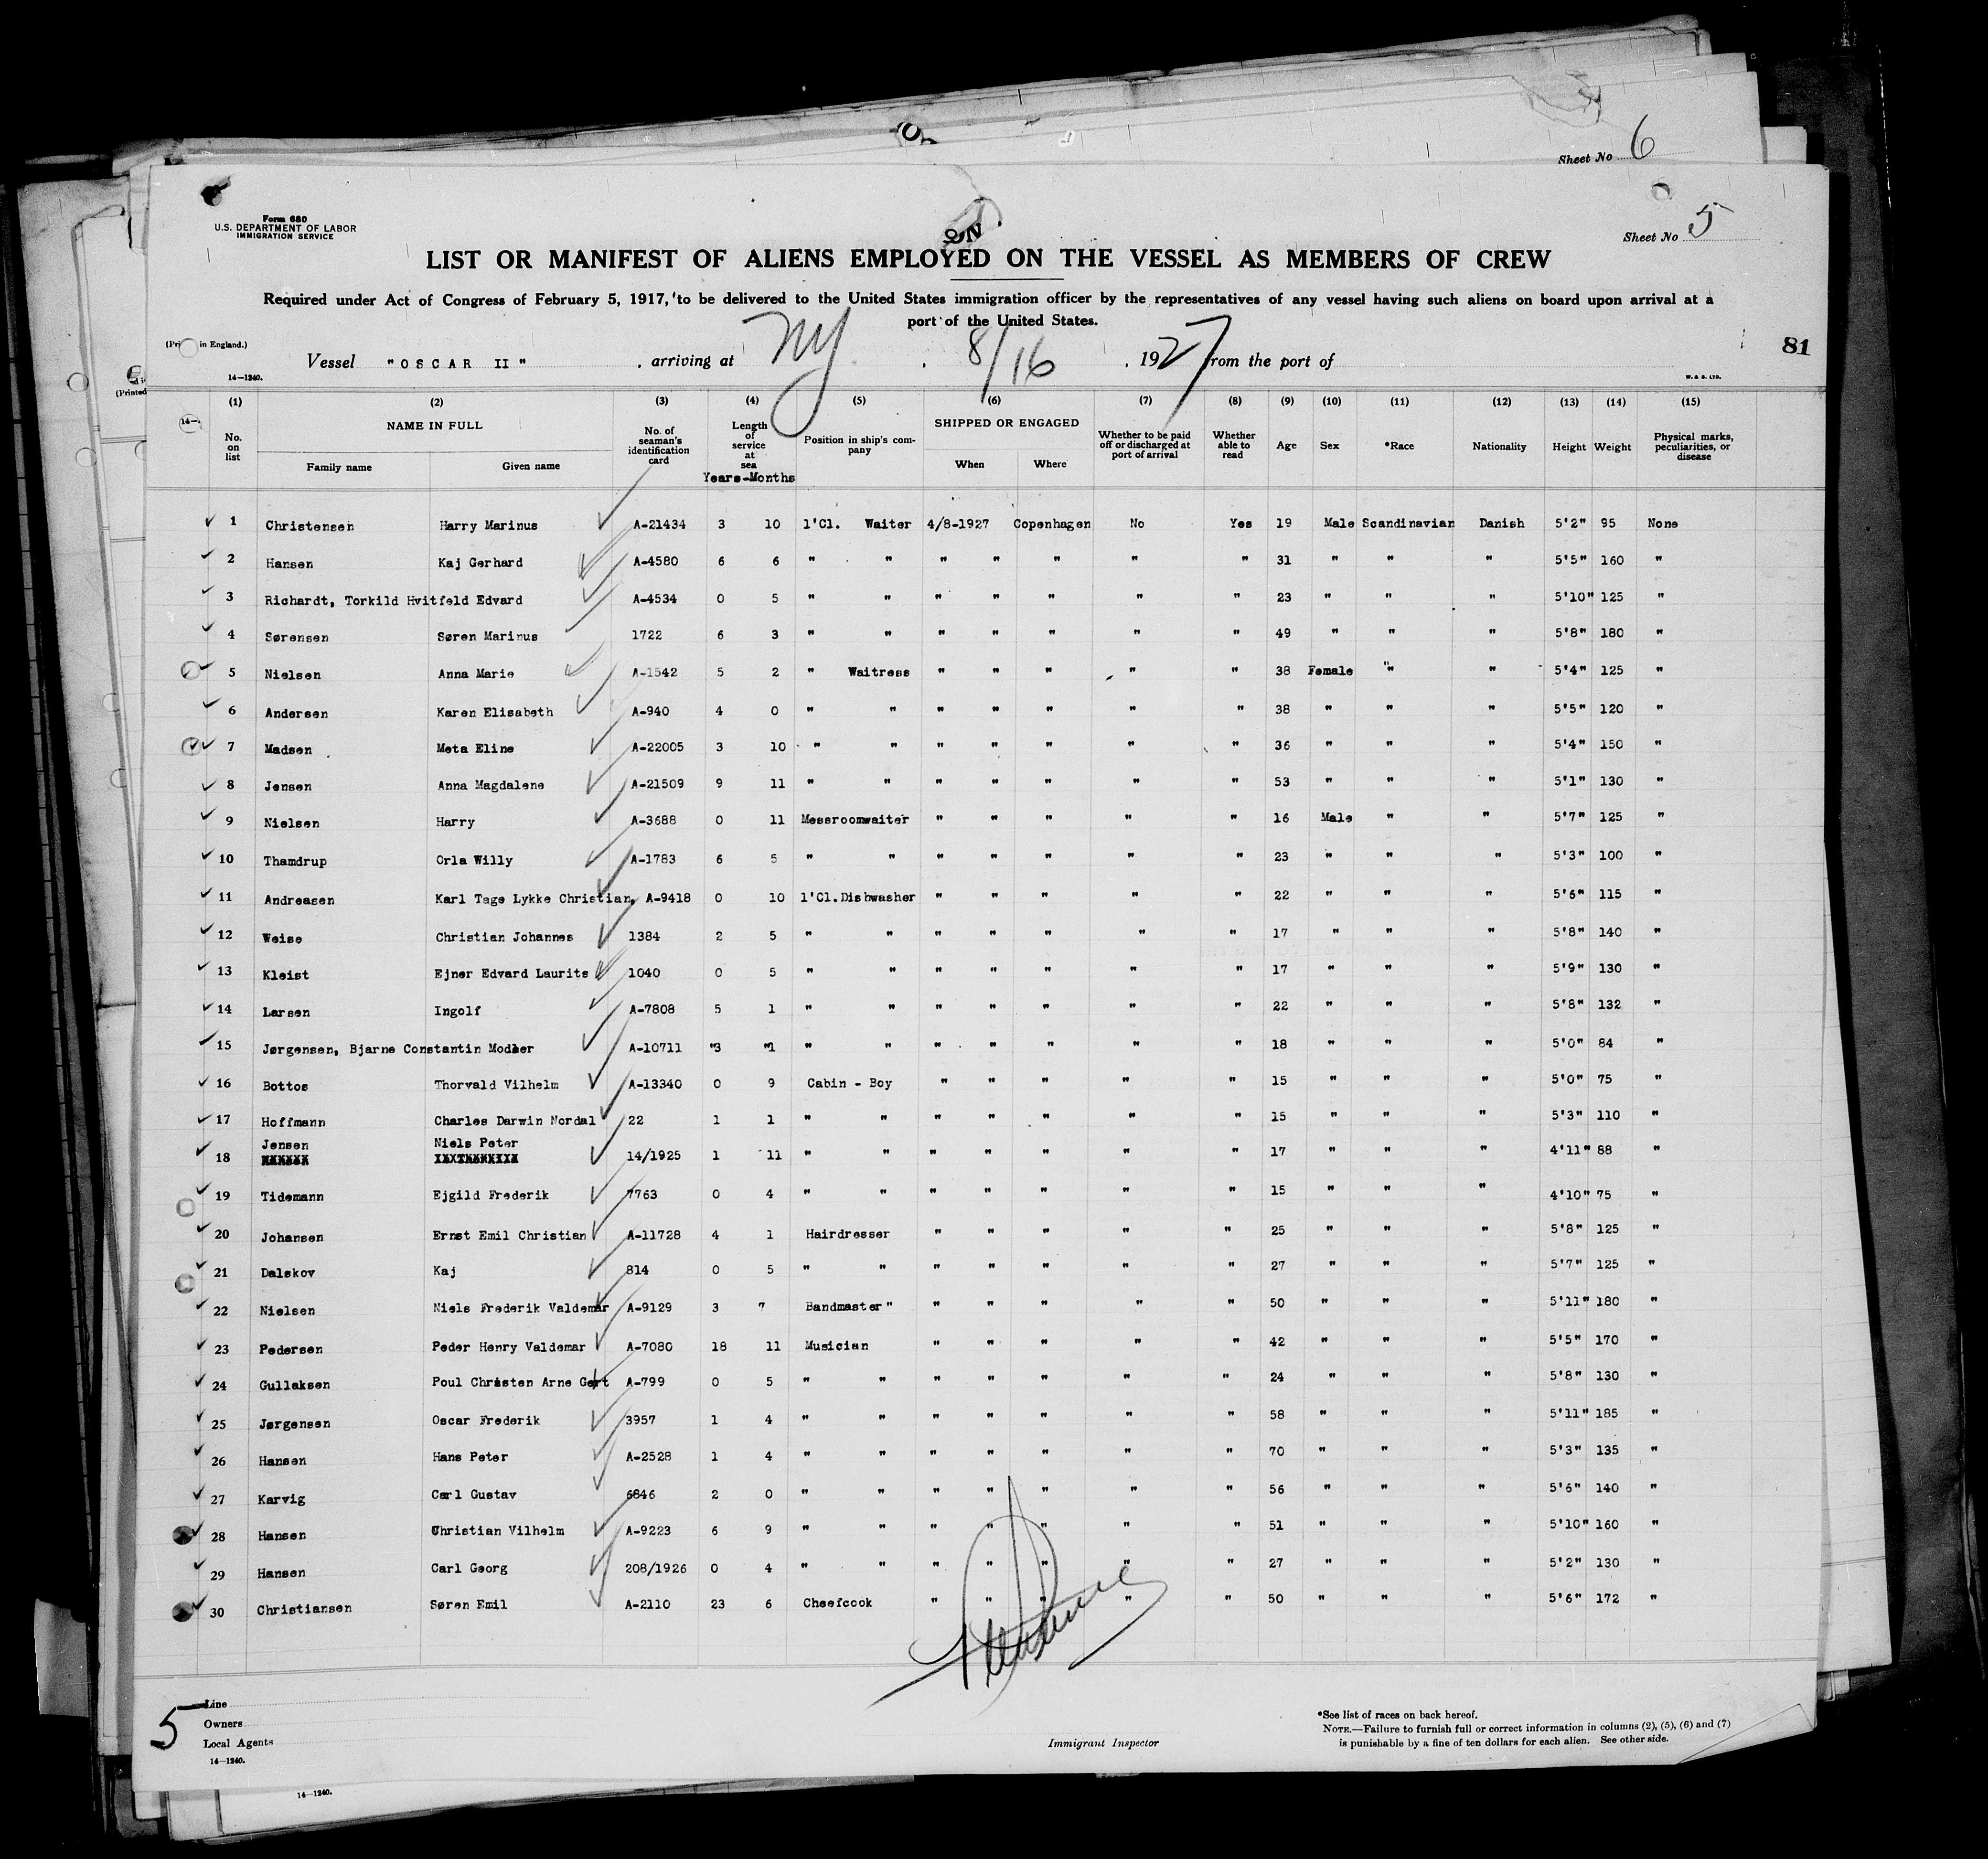 Sheet No 6
Form 680
U.S. DEPARTMENT OF LABOR
IMMIGRATION SERVICE
Sheet No 5
LIST OR MANIFEST OF ALIENS EMPLOYED ON THE VESSEL AS MEMBERS OF CREW
Required under Act of Congress of February 5, 1917, to be delivered to the United States immigration officer by the representatives of any vessel having such aliens on board upon arrival at a
port of the United States.
in England.)
81
Vessel "OSCAR II" , arriving at NY , 8/16 , 1927 from the port of
14—1240.
W. & S. LTD.
(Printed
14—
(1) (2) (3) (4) (5) (6) (7) (8) (9) (10) (11) (12) (13) (14) (15)
No. on list NAME IN FULL Family name Given name No. of seaman's identification card Length of service at sea Years-Months Position in ship's company SHIPPED OR ENGAGED When Where Whether to be paid off or discharged at port of arrival Whether able to read Age Sex *Race Nationality Height Weight Physical marks, peculiarities, or disease
1 Christensen Harry Marinus A-21434 3 10 1'Cl. Waiter 4/8-1927 Copenhagen No Yes 19 Male Scandinavian Danish 5'2" 95 None
2 Hansen Kaj Gerhard A-4580 6 6 " " " " " " " 31 " " " 5'5" 160 "
3 Richardt, Torkild Hvitfeld Edvard A-4534 0 5 " " " " " " " 23 " " " 5'10" 125 "
4 Sørensen Søren Marinus 1722 6 3 " " " " " " " 49 " " " 5'8" 180 "
5 Nielsen Anna Marie A-1542 5 2 " Waitress " " " " " 38 Female " " 5'4" 125 "
6 Andersen Karen Elisabeth A-940 4 0 " " " " " " " 38 " " " 5'5" 120 "
7 Madsen Meta Eline A-22005 3 10 " " " " " " " 36 " " " 5'4" 150 "
8 Jensen Anna Magdalene A-21509 9 11 " " " " " " " 53 " " " 5'1" 130 "
9 Nielsen Harry A-3688 0 11 Messroomwaiter " " " " " 16 Male " " 5'7" 125 "
10 Thamdrup Orla Willy A-1783 6 5 " " " " " " " 23 " " " 5'3" 100 "
11 Andreasen Karl Tage Lykke Christian, A-9418 0 10 1'Cl.Dishwasher " " " " " 22 " " " 5'6" 115 "
12 Weise Christian Johannes 1384 2 5 " " " " " " " 17 " " " 5'8" 140 "
13 Kleist Ejner Edvard Laurits 1040 0 5 " " " " " " " 17 " " " 5'9" 130 "
14 Larsen Ingolf A-7808 5 1 " " " " " " " 22 " " " 5'8" 132 "
15 Jørgensen, Bjarne Constantin A-10711 "3 "1 " " " " " " " 18 " " " 5'0" 84 "
16 Bottos Thorvald Vilhelm A-13340 0 9 Cabin - Boy " " " " " 15 " " " 5'0" 75 "
17 Hoffmann Charles Darwin Nordal 22 1 1 " " " " " " " 15 " " " 5'3" 110 "
18 Jensen Niels Peter 14/1925 1 11 " " " " " " " 17 " " " 4'11" 88 "
19 Tidemann Ejgild Frederik 7763 0 4 " " " " " " " 15 " " " 4'10" 75 "
20 Johansen Ernst Emil Christian A-11728 4 1 Hairdresser " " " " " 25 " " " 5'8" 125 "
21 Dalskov Kaj 814 0 5 " " " " " " " 27 " " " 5'7" 125 "
22 Nielsen Niels Frederik Valdemar A-9129 3 7 Bandmaster " " " " " " 50 " " " 5'11" 180 "
23 Pedersen Peder Henry Valdemar A-7080 18 11 Musician " " " " " 42 " " " 5'5" 170 "
24 Gullaksen Poul Christen Arne Gert A-799 0 5 " " " " " " " 24 " " " 5'8" 130 "
25 Jørgensen Oscar Frederik 3957 1 4 " " " " " " " 58 " " " 5'11" 185 "
26 Hansen Hans Peter A-2528 1 4 " " " " " " " 70 " " " 5'3" 135 "
27 Karvig Carl Gustav 6846 2 0 " " " " " " " 56 " " " 5'6" 140 "
28 Hansen Christian Vilhelm A-9223 6 9 " " " " " " " 51 " " " 5'10" 160 "
29 Hansen Carl Georg 208/1926 0 4 " " " " " " " 27 " " " 5'2" 130 "
30 Christiansen Søren Emil A-2110 23 6 Cheefcook " " " " " 50 " " " 5'6" 172 "
5
Line
Owners
Local Agents
14—1240.
Immigrant Inspector
*See list of races on back hereof.
NOTE.—Failure to furnish full or correct information in columns (2), (5), (6) and (7)
is punishable by a fine of ten dollars for each alien. See other side.
14—1240.